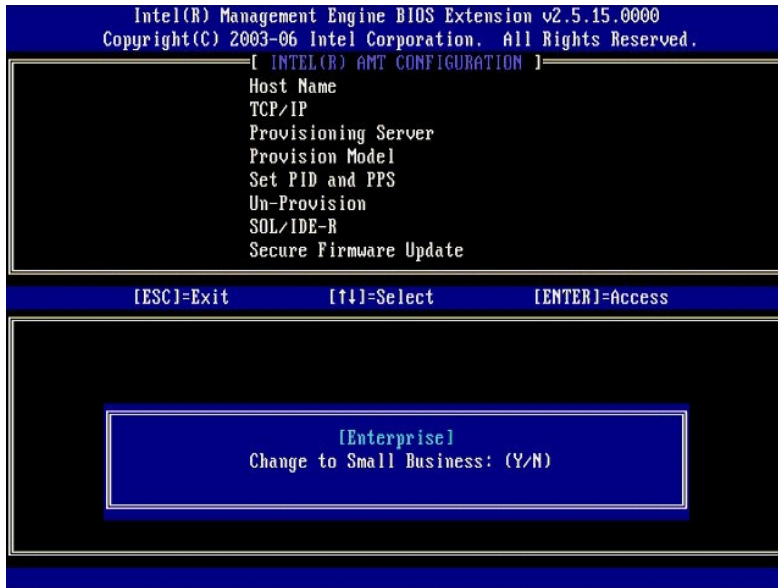 Intel(R) Management Engine BIOS Extension v2.5.15.0000
Copyright(C) 2003-06 Intel Corporation. All Rights Reserved.
[ INTEL(R) AMT CONFIGURATION ]
Host Name
TCP/IP
Provisioning Server
Provision Model
Set PID and PPS
Un-Provision
SOL/IDE-R
Secure Firmware Update
[ESC]=Exit [↑↓]=Select [ENTER]=Access
[Enterprise]
Change to Small Business: (Y/N)